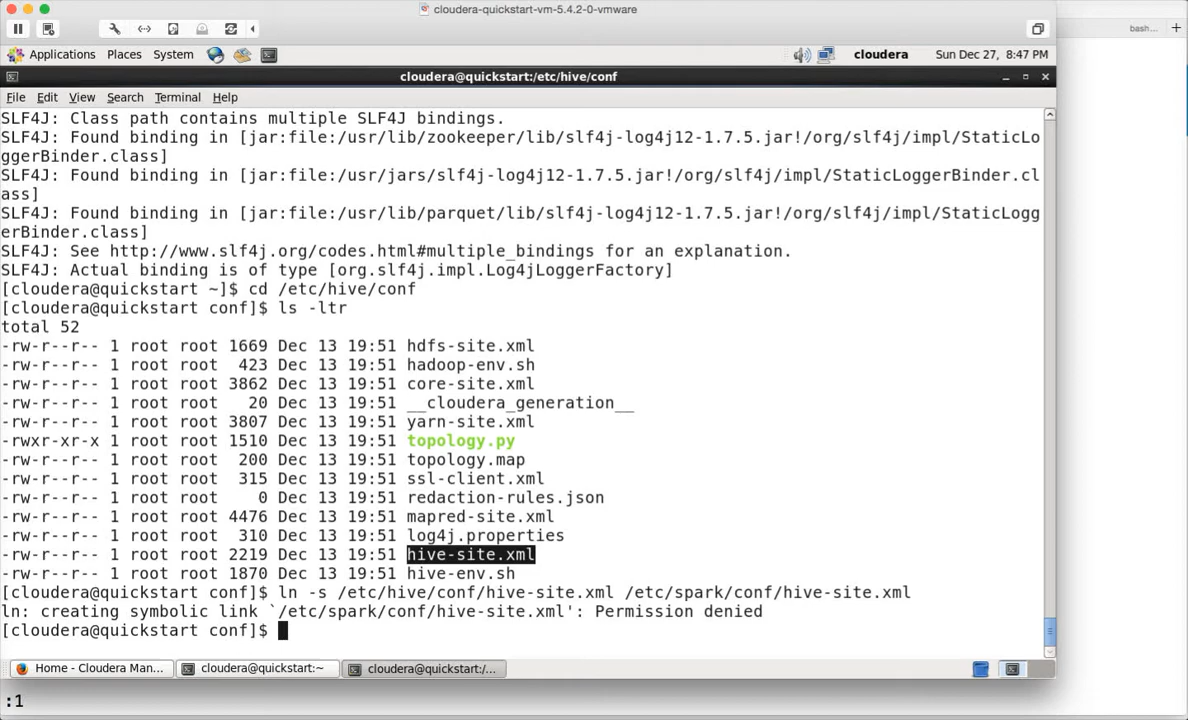 cloudera-quickstart-vm-5.4.2-0-vmware
bash...
Applications Places System
cloudera
Sun Dec 27, 8:47 PM
cloudera@quickstart:/etc/hive/conf
File Edit View Search Terminal Help
SLF4J: Class path contains multiple SLF4J bindings.
SLF4J: Found binding in [jar:file:/usr/lib/zookeeper/lib/slf4j-log4j12-1.7.5.jar!/org/slf4j/impl/StaticLo
ggerBinder.class]
SLF4J: Found binding in [jar:file:/usr/jars/slf4j-log4j12-1.7.5.jar!/org/slf4j/impl/StaticLoggerBinder.cl
ass]
SLF4J: Found binding in [jar:file:/usr/lib/parquet/lib/slf4j-log4j12-1.7.5.jar!/org/slf4j/impl/StaticLogg
erBinder.class]
SLF4J: See http://www.slf4j.org/codes.html#multiple_bindings for an explanation.
SLF4J: Actual binding is of type [org.slf4j.impl.Log4jLoggerFactory]
[cloudera@quickstart ~]$ cd /etc/hive/conf
[cloudera@quickstart conf]$ ls -ltr
total 52
-rw-r--r-- 1 root root 1669 Dec 13 19:51 hdfs-site.xml
-rw-r--r-- 1 root root  423 Dec 13 19:51 hadoop-env.sh
-rw-r--r-- 1 root root 3862 Dec 13 19:51 core-site.xml
-rw-r--r-- 1 root root   20 Dec 13 19:51 __cloudera_generation__
-rw-r--r-- 1 root root 3807 Dec 13 19:51 yarn-site.xml
-rwxr-xr-x 1 root root 1510 Dec 13 19:51 topology.py
-rw-r--r-- 1 root root  200 Dec 13 19:51 topology.map
-rw-r--r-- 1 root root  315 Dec 13 19:51 ssl-client.xml
-rw-r--r-- 1 root root    0 Dec 13 19:51 redaction-rules.json
-rw-r--r-- 1 root root 4476 Dec 13 19:51 mapred-site.xml
-rw-r--r-- 1 root root  310 Dec 13 19:51 log4j.properties
-rw-r--r-- 1 root root 2219 Dec 13 19:51 hive-site.xml
-rw-r--r-- 1 root root 1870 Dec 13 19:51 hive-env.sh
[cloudera@quickstart conf]$ ln -s /etc/hive/conf/hive-site.xml /etc/spark/conf/hive-site.xml
ln: creating symbolic link `/etc/spark/conf/hive-site.xml': Permission denied
[cloudera@quickstart conf]$
Home - Cloudera Man...
cloudera@quickstart:~
cloudera@quickstart:/...
:1